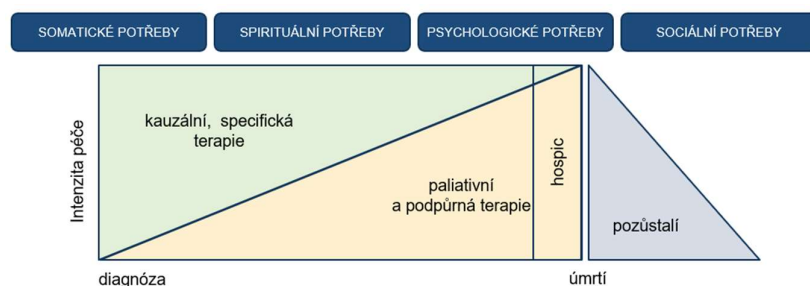 SOMATICKÉ POTŘEBY
SPIRITUÁLNÍ POTŘEBY
PSYCHOLOGICKÉ POTŘEBY
SOCIÁLNÍ POTŘEBY
Intenzita péče
kauzální, specifická
terapie
paliativní
a podpůrná terapie
hospic
pozůstalí
diagnóza
úmrtí